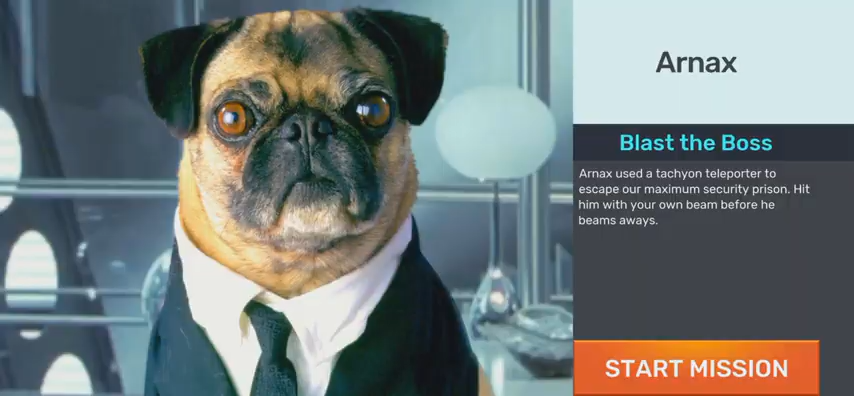 Arnax
Blast the Boss
Arnax used a tachyon teleporter to
escape our maximum security prison. Hit
him with your own beam before he
beams aways.
START MISSION